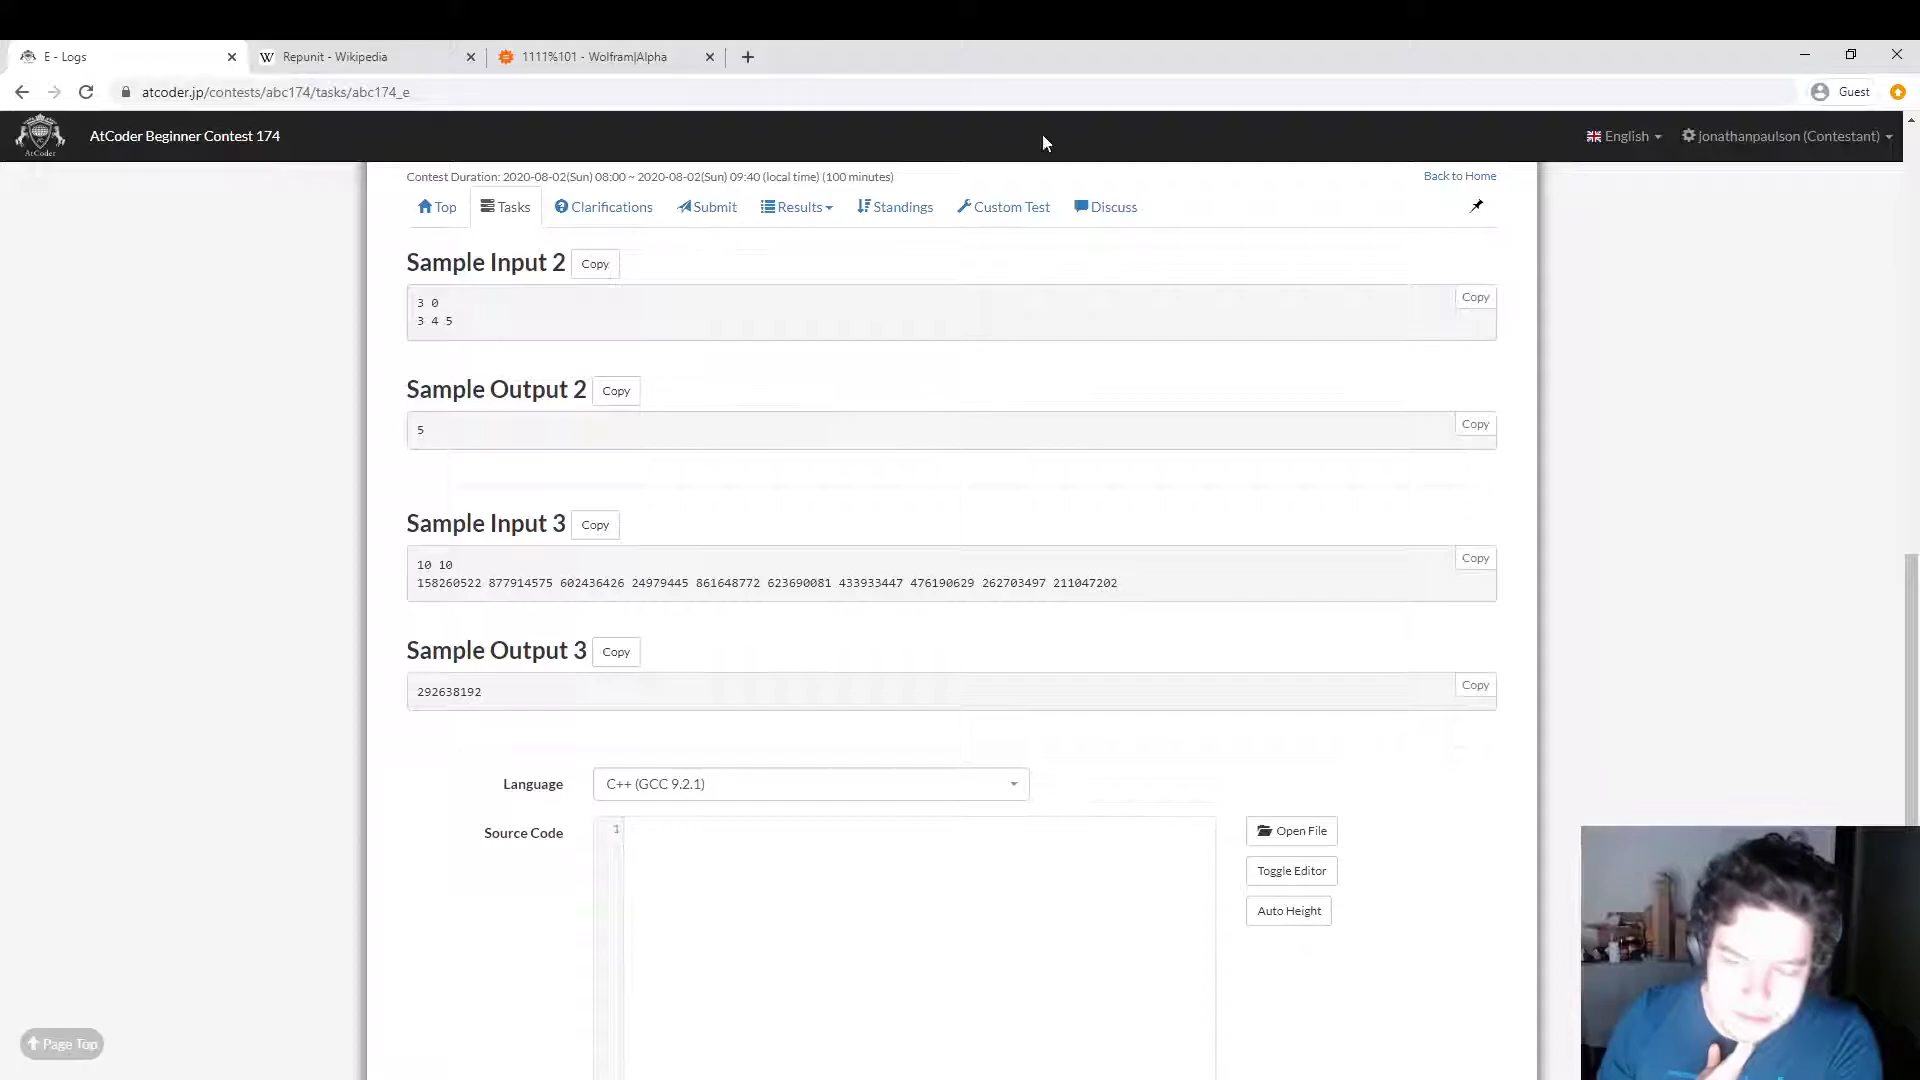 E - Logs
Repunit - Wikipedia
1111%101 - Wolfram|Alpha
atcoder.jp/contests/abc174/tasks/abc174_e
Guest
AtCoder
AtCoder Beginner Contest 174
English
jonathanpaulson (Contestant)
Contest Duration: 2020-08-02(Sun) 08:00 ~ 2020-08-02(Sun) 09:40 (local time) (100 minutes)
Back to Home
Top
Tasks
Clarifications
Submit
Results
Standings
Custom Test
Discuss
Sample Input 2
Copy
Copy
3 0
3 4 5
Sample Output 2
Copy
Copy
5
Sample Input 3
Copy
Copy
10 10
158260522 877914575 602436426 24979445 861648772 623690081 433933447 476190629 262703497 211047202
Sample Output 3
Copy
Copy
292638192
Language
C++ (GCC 9.2.1)
Source Code
1
Open File
Toggle Editor
Auto Height
Page Top